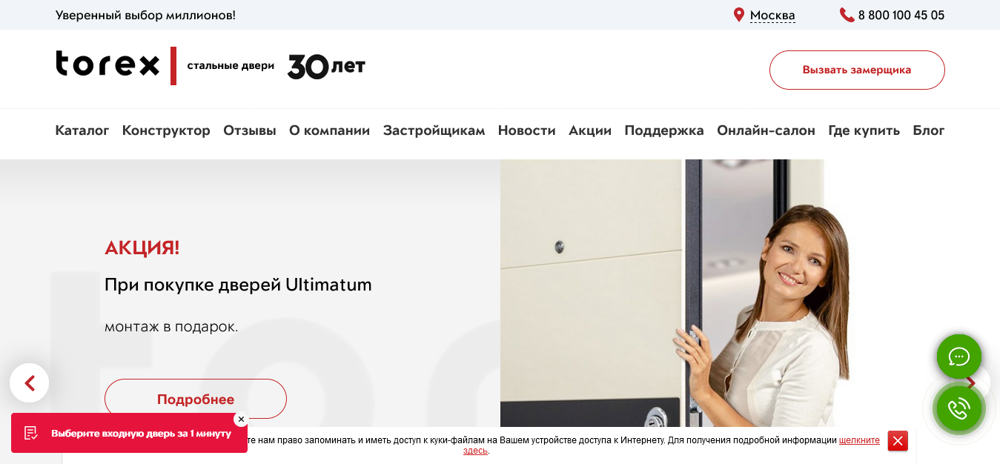 Уверенный выбор миллионов!
Москва
8 800 100 45 05
torex
стальные двери
30 лет
Вызвать замерщика
Каталог Конструктор Отзывы О компании Застройщикам Новости Акции Поддержка Онлайн-салон Где купить Блог
АКЦИЯ!
При покупке дверей Ultimatum
монтаж в подарок.
Подробнее
Выберите входную дверь за 1 минуту
нам право запоминать и иметь доступ к куки-файлам на Вашем устройстве доступа к Интернету. Для получения подробной информации щелкните
здесь.